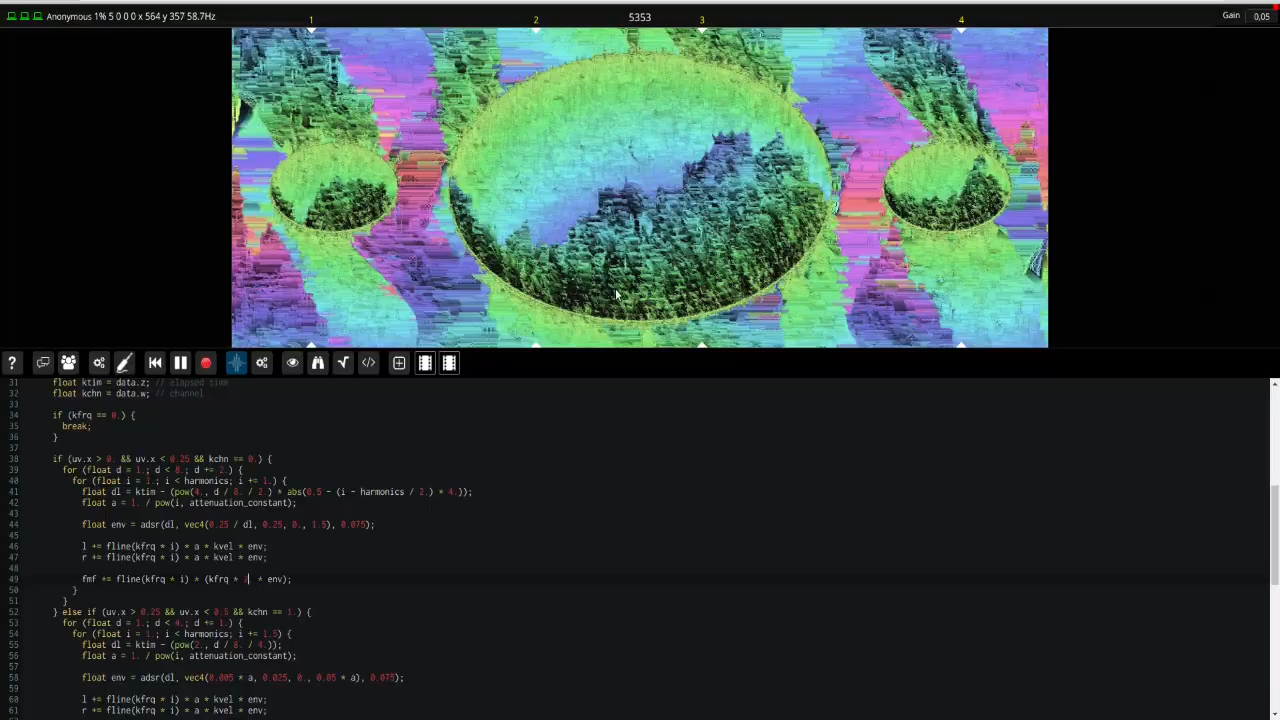 Anonymous 1% 5 0 0 0 x 564 y 357 58.7Hz
1 2 5353 3 4
Gain 0,05
?
31 float ktim = data.z; // elapsed time
32 float kchn = data.w; // channel
33
34 if (kfrq == 0.) {
35 break;
36 }
37
38 if (uv.x > 0. && uv.x < 0.25 && kchn == 0.) {
39 for (float d = 1.; d < 8.; d += 2.) {
40 for (float i = 1.; i < harmonics; i += 1.) {
41 float dl = ktim - (pow(4., d / 8. / 2.) * abs(0.5 - (i - harmonics / 2.) * 4.));
42 float a = 1. / pow(i, attenuation_constant);
43
44 float env = adsr(dl, vec4(0.25 / dl, 0.25, 0., 1.5), 0.075);
45
46 l += fline(kfrq * i) * a * kvel * env;
47 r += fline(kfrq * i) * a * kvel * env;
48
49 fmf += fline(kfrq * i) * (kfrq * * env);
50 }
51 }
52 } else if (uv.x > 0.25 && uv.x < 0.5 && kchn == 1.) {
53 for (float d = 1.; d < 4.; d += 1.) {
54 for (float i = 1.; i < harmonics; i += 1.5) {
55 float dl = ktim - (pow(2., d / 8. / 4.));
56 float a = 1. / pow(i, attenuation_constant);
57
58 float env = adsr(dl, vec4(0.005 * a, 0.025, 0., 0.05 * a), 0.075);
59
60 l += fline(kfrq * i) * a * kvel * env;
61 r += fline(kfrq * i) * a * kvel * env;